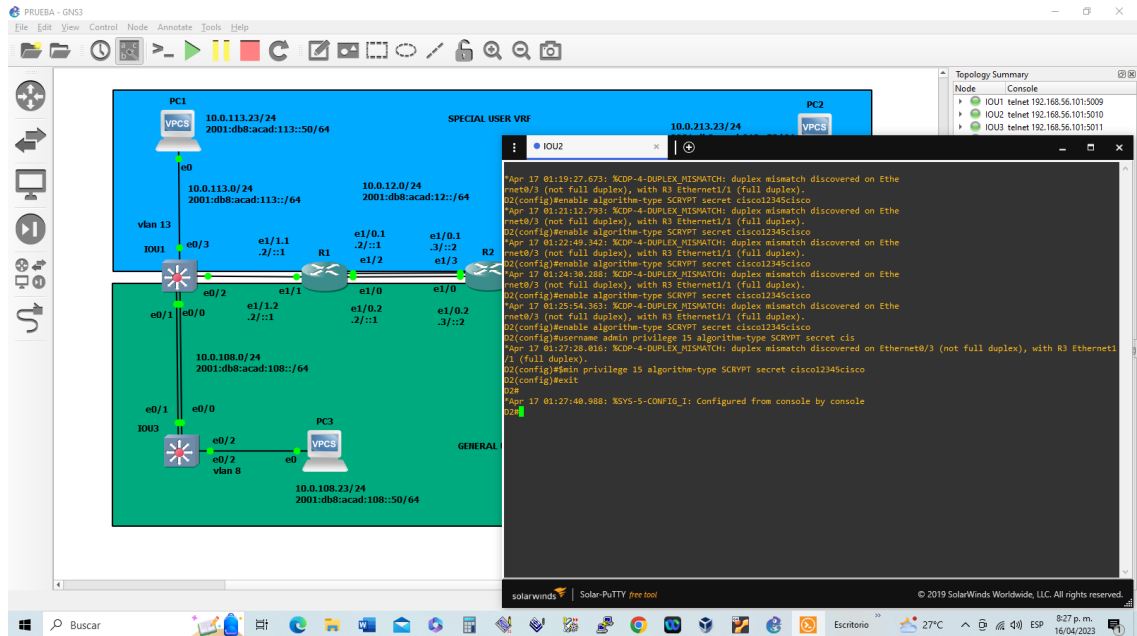 PRUEBA - GNS3
File Edit View Control Node Annotate Tools Help
Topology Summary
Node Console
IOU1 telnet 192.168.56.101:5009
IOU2 telnet 192.168.56.101:5010
IOU3 telnet 192.168.56.101:5011
PC1
VPCS
10.0.113.23/24
2001:db8:acad:113::50/64
SPECIAL USER VRF
PC2
10.0.213.23/24
VPCS
e0
10.0.113.0/24
2001:db8:acad:113::/64
10.0.12.0/24
2001:db8:acad:12::/64
vlan 13
IOU1
e0/3
e1/1.1
.2/::1
R1
e1/0.1
.2/::1
e1/2
e1/0.1
.3/::2
e1/3
R2
e0/2
e1/1
e1/0
e1/0
e0/1
e0/0
e1/1.2
.2/::1
e1/0.2
.2/::1
e1/0.2
.3/::2
10.0.108.0/24
2001:db8:acad:108::/64
e0/1
e0/0
IOU3
PC3
e0/2
VPCS
e0/2
e0
vlan 8
GENERAL
10.0.108.23/24
2001:db8:acad:108::50/64
IOU2
*Apr 17 01:19:27.673: %CDP-4-DUPLEX_MISMATCH: duplex mismatch discovered on Ethe
rnet0/3 (not full duplex), with R3 Ethernet1/1 (full duplex).
D2(config)#enable algorithm-type SCRYPT secret cisco12345cisco
*Apr 17 01:21:12.793: %CDP-4-DUPLEX_MISMATCH: duplex mismatch discovered on Ethe
rnet0/3 (not full duplex), with R3 Ethernet1/1 (full duplex).
D2(config)#enable algorithm-type SCRYPT secret cisco12345cisco
*Apr 17 01:22:49.342: %CDP-4-DUPLEX_MISMATCH: duplex mismatch discovered on Ethe
rnet0/3 (not full duplex), with R3 Ethernet1/1 (full duplex).
D2(config)#enable algorithm-type SCRYPT secret cisco12345cisco
*Apr 17 01:24:30.288: %CDP-4-DUPLEX_MISMATCH: duplex mismatch discovered on Ethe
rnet0/3 (not full duplex), with R3 Ethernet1/1 (full duplex).
D2(config)#enable algorithm-type SCRYPT secret cisco12345cisco
*Apr 17 01:25:54.363: %CDP-4-DUPLEX_MISMATCH: duplex mismatch discovered on Ethe
rnet0/3 (not full duplex), with R3 Ethernet1/1 (full duplex).
D2(config)#enable algorithm-type SCRYPT secret cisco12345cisco
D2(config)#username admin privilege 15 algorithm-type SCRYPT secret cis
*Apr 17 01:27:28.016: %CDP-4-DUPLEX_MISMATCH: duplex mismatch discovered on Ethernet0/3 (not full duplex), with R3 Ethernet1
/1 (full duplex).
D2(config)#$min privilege 15 algorithm-type SCRYPT secret cisco12345cisco
D2(config)#exit
D2#
*Apr 17 01:27:40.988: %SYS-5-CONFIG_I: Configured from console by console
D2#
solarwinds | Solar-PuTTY free tool
© 2019 SolarWinds Worldwide, LLC. All rights reserved.
Buscar
Escritorio
27°C
ESP
8:27 p. m.
16/04/2023